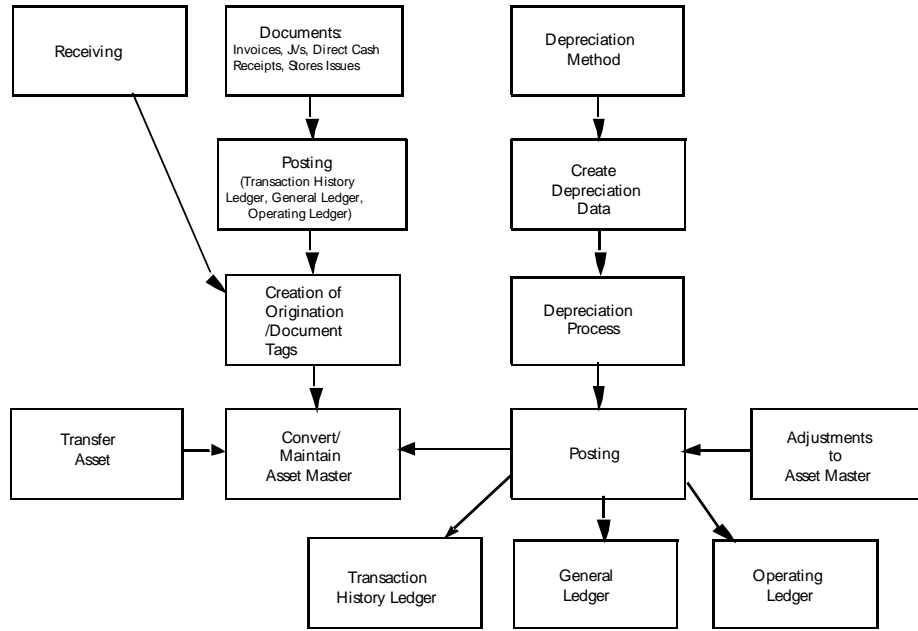 Receiving
Documents:
Invoices, JVs, Direct Cash
Receipts, Stores Issues
Depreciation
Method
Posting
(Transaction History
Ledger, General Ledger,
Operating Ledger)
Create
Depreciation
Data
Creation of
Origination
/Document
Tags
Depreciation
Process
Transfer
Asset
Convert/
Maintain
Asset Master
Posting
Adjustments
to
Asset Master
Transaction
History Ledger
General
Ledger
Operating
Ledger